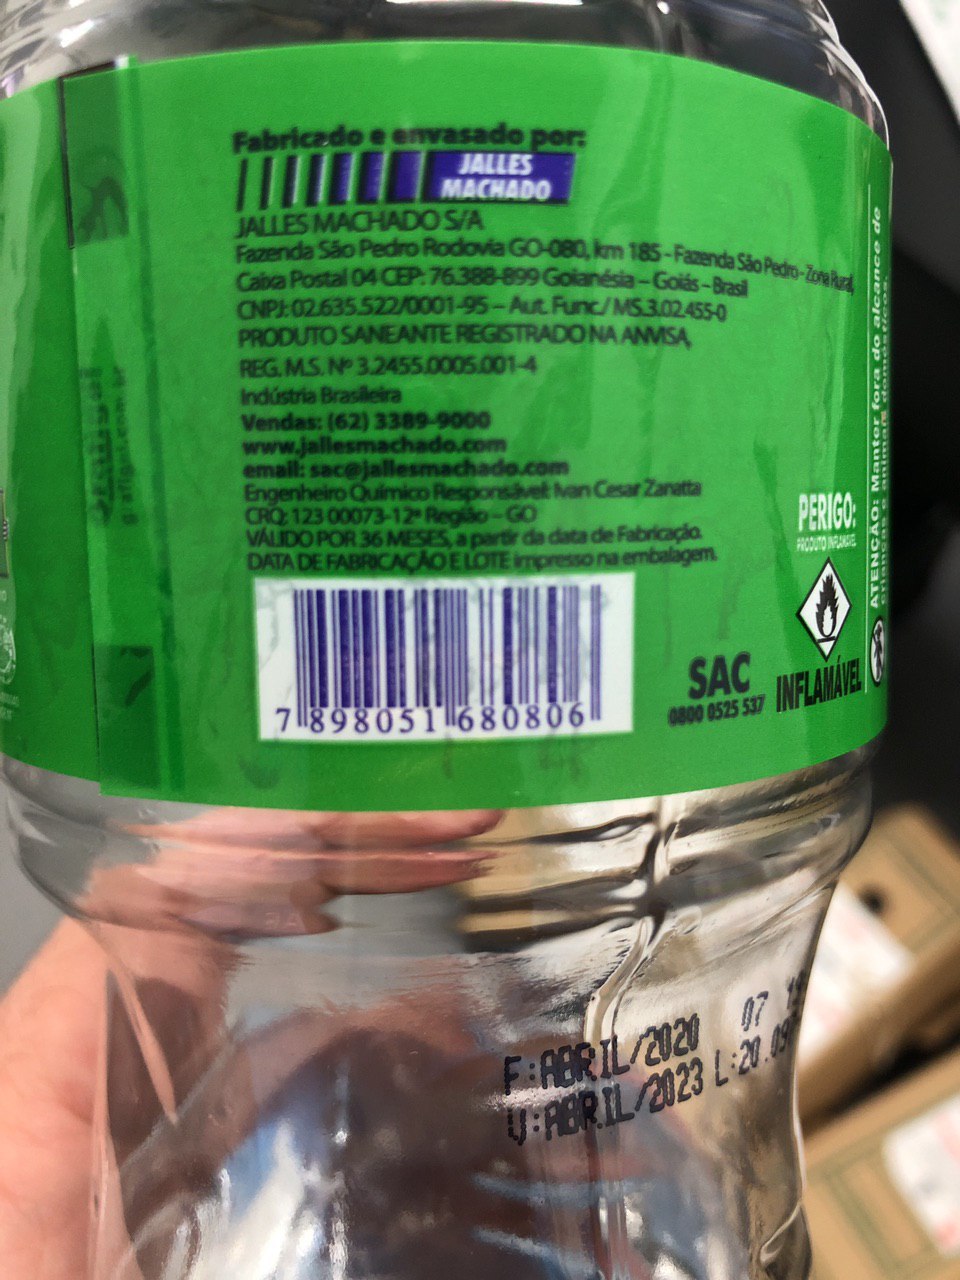 Fabricado e envasado por:
JALLES
MACHADO
JALLES MACHADO S/A
Fazenda São Pedro Rodovia GO-080, km 185 - Fazenda São Pedro - Zona Rural,
Caixa Postal 04 CEP: 76.388-899 Goianésia – Goiás – Brasil
CNPJ: 02.635.522/0001-95 – Aut. Func./ MS.3.02.455-0
PRODUTO SANEANTE REGISTRADO NA ANVISA,
REG. M.S. Nº 3.2455.0005.001-4
Indústria Brasileira
Vendas: (62) 3389-9000
www.jallesmachado.com
email: sac@jallesmachado.com
Engenheiro Químico Responsável: Ivan Cesar Zanatta
CRQ: 123 00073-12ª Região – GO
VÁLIDO POR 36 MESES, a partir da data de Fabricação.
DATA DE FABRICAÇÃO E LOTE impresso na embalagem.
7 898051 680806
SAC
0800 0525 537
PERIGO:
PRODUTO INFLAMÁVEL
INFLAMÁVEL
ATENÇÃO: Manter fora do alcance de
crianças e animais domésticos.
F:ABRIL/2020 07
V:ABRIL/2023 L:20.09